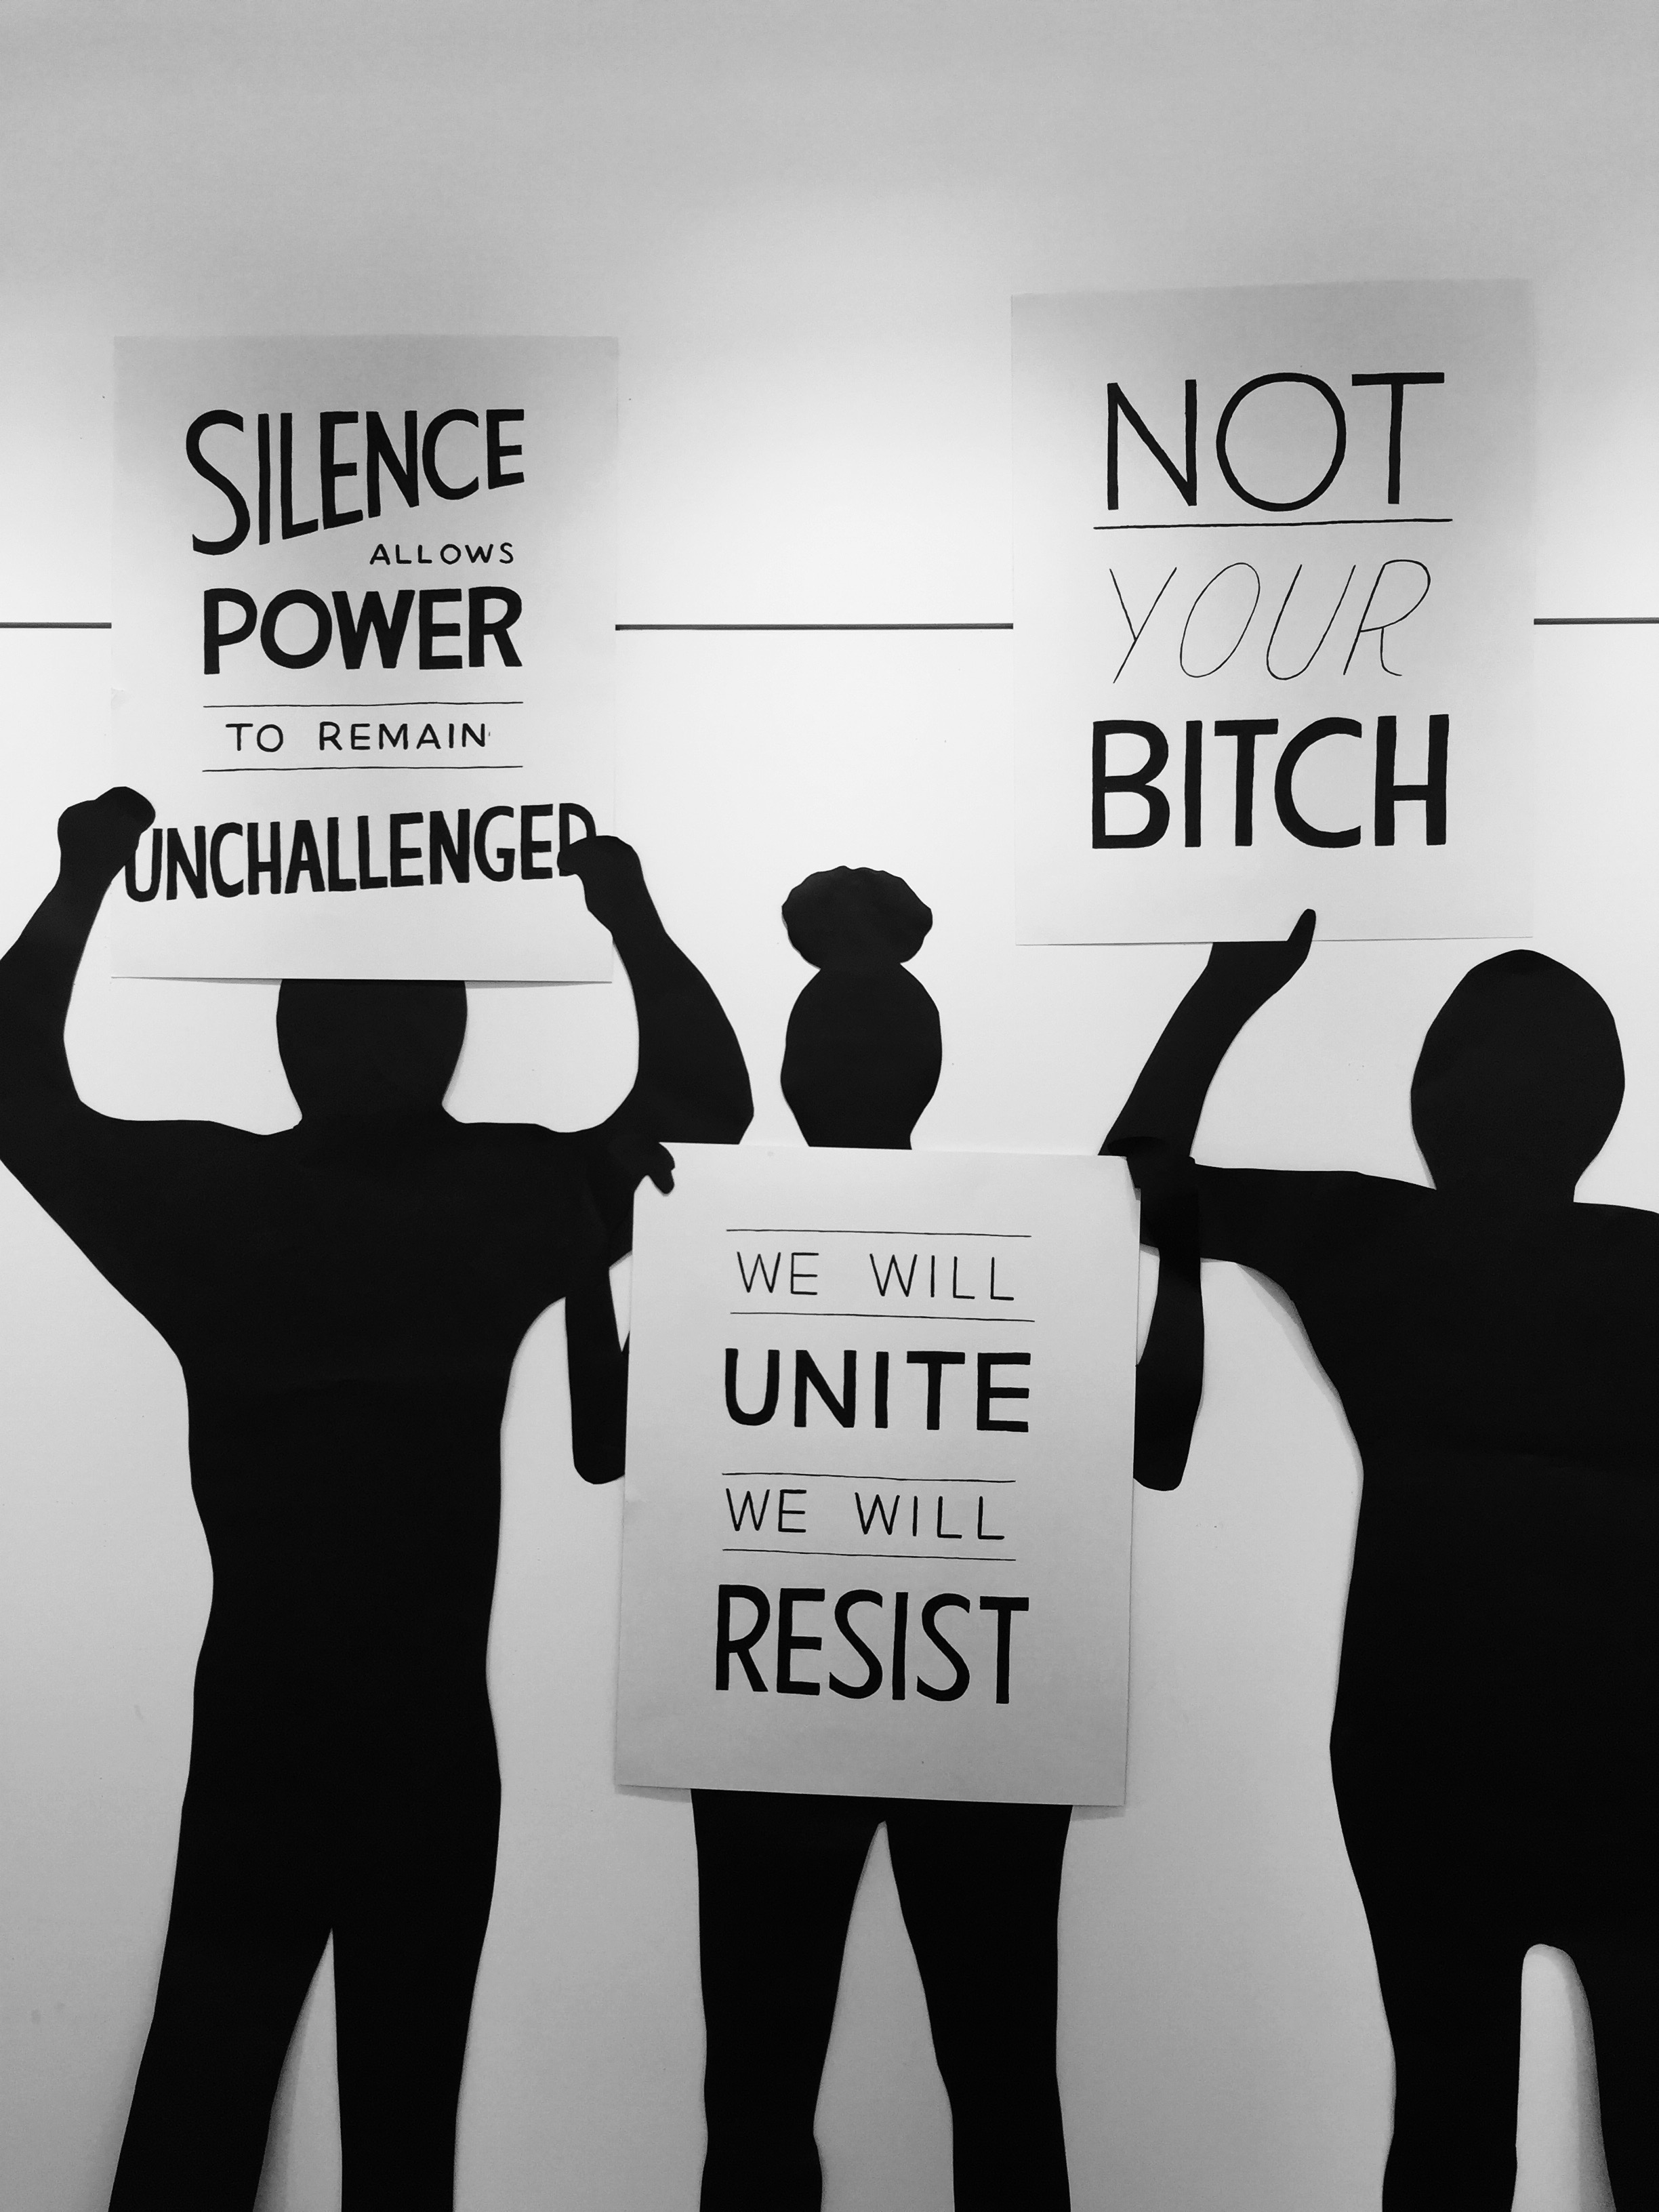 SILENCE
ALLOWS
POWER
TO REMAIN
UNCHALLENGED
NOT
YOUR
BITCH
WE WILL
UNITE
WE WILL
RESIST